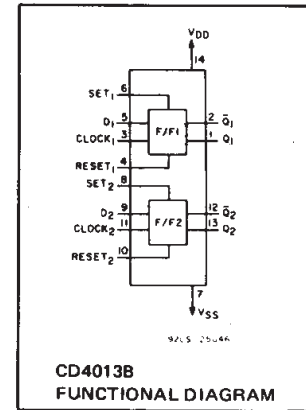 VDD
14
6
SET1
5
D1
2
Q̅1
F/F1
3
CLOCK1
1
Q1
4
RESET1
8
SET2
9
D2
12
Q̅2
F/F2
11
CLOCK2
13
Q2
10
RESET2
7
VSS
92CS-
CD4013B
FUNCTIONAL DIAGRAM